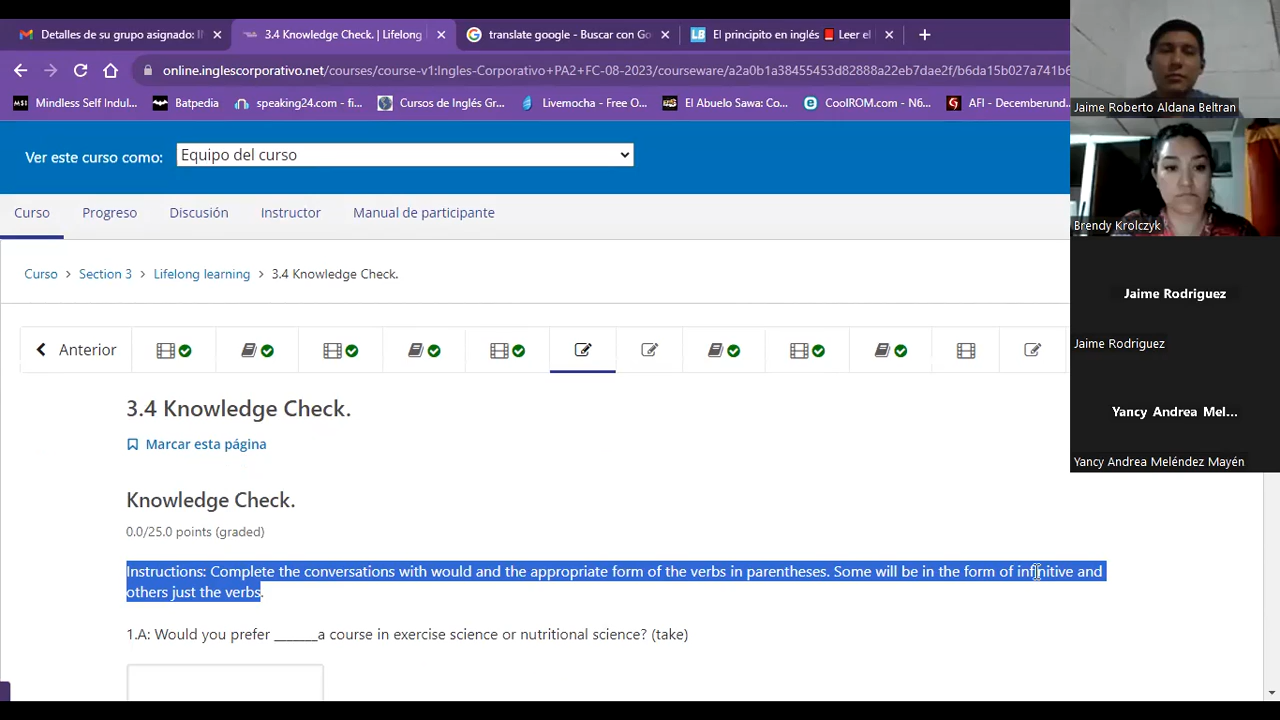 Detalles de su grupo asignado: I
3.4 Knowledge Check. | Lifelong
translate google - Buscar con Go
LB El principito en inglés 📕 Leer el
online.inglescorporativo.net/courses/course-v1:Ingles-Corporativo+PA2+FC-08-2023/courseware/a2a0b1a38455453d82888a22eb7dae2f/b6da15b027a741b6
MSI Mindless Self Indul...
Batpedia
speaking24.com - fi...
Cursos de Inglés Gr...
Livemocha - Free O...
El Abuelo Sawa: Co...
CoolROM.com - N6...
AFI - Decemberund...
Ver este curso como: Equipo del curso
Curso Progreso Discusión Instructor Manual de participante
Curso > Section 3 > Lifelong learning > 3.4 Knowledge Check.
Anterior
3.4 Knowledge Check.
Marcar esta página
Knowledge Check.
0.0/25.0 points (graded)
Instructions: Complete the conversations with would and the appropriate form of the verbs in parentheses. Some will be in the form of infinitive and
others just the verbs.
1.A: Would you prefer _______a course in exercise science or nutritional science? (take)
Jaime Roberto Aldana Beltran
Brendy Krolczyk
Jaime Rodriguez
Jaime Rodriguez
Yancy Andrea Mel...
Yancy Andrea Meléndez Mayén